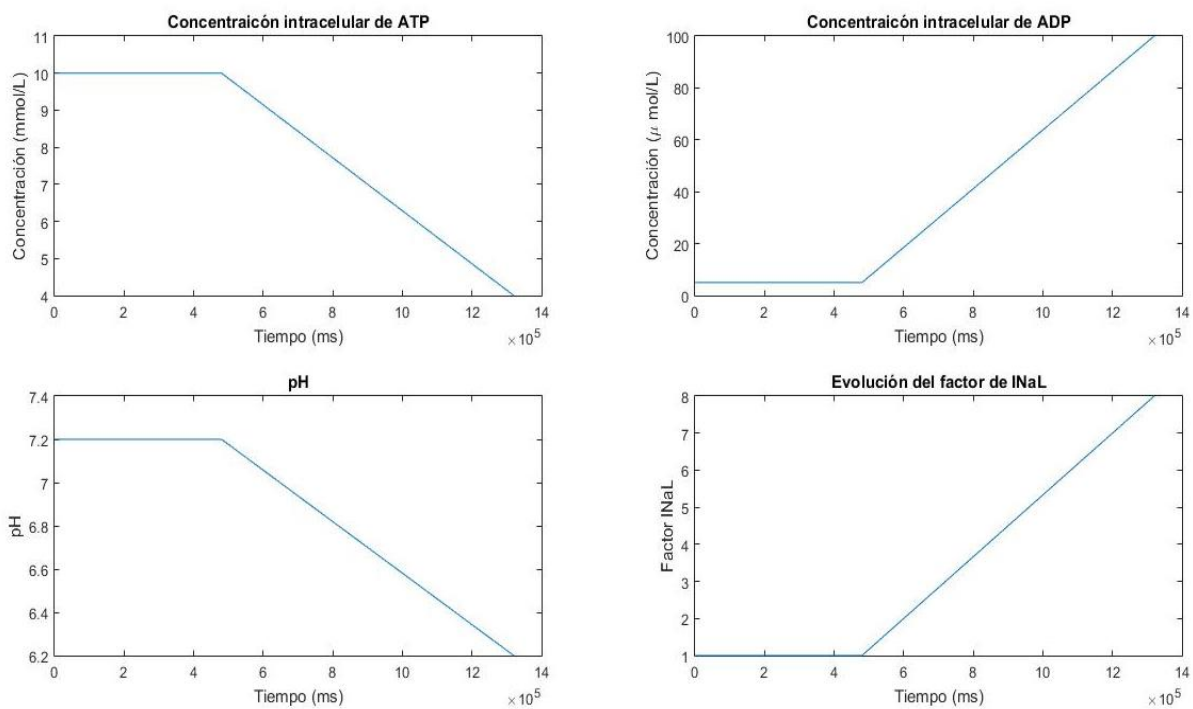 Concentraicón intracelular de ATP
Concentración (mmol/L)
11
10
9
8
7
6
5
4
0 2 4 6 8 10 12 14
Tiempo (ms)
×10^5
Concentraicón intracelular de ADP
Concentración (μ mol/L)
100
80
60
40
20
0
0 2 4 6 8 10 12 14
Tiempo (ms)
×10^5
pH
pH
7.4
7.2
7
6.8
6.6
6.4
6.2
0 2 4 6 8 10 12 14
Tiempo (ms)
×10^5
Evolución del factor de INaL
Factor INaL
8
7
6
5
4
3
2
1
0 2 4 6 8 10 12 14
Tiempo (ms)
×10^5